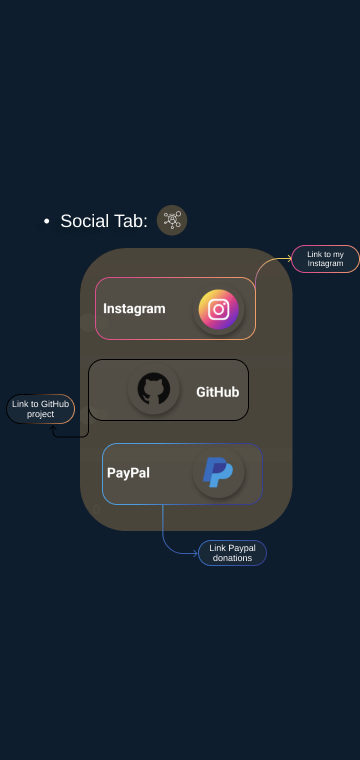 • Social Tab:
Link to my
Instagram
Instagram
GitHub
Link to GitHub
project
PayPal
Link Paypal
donations